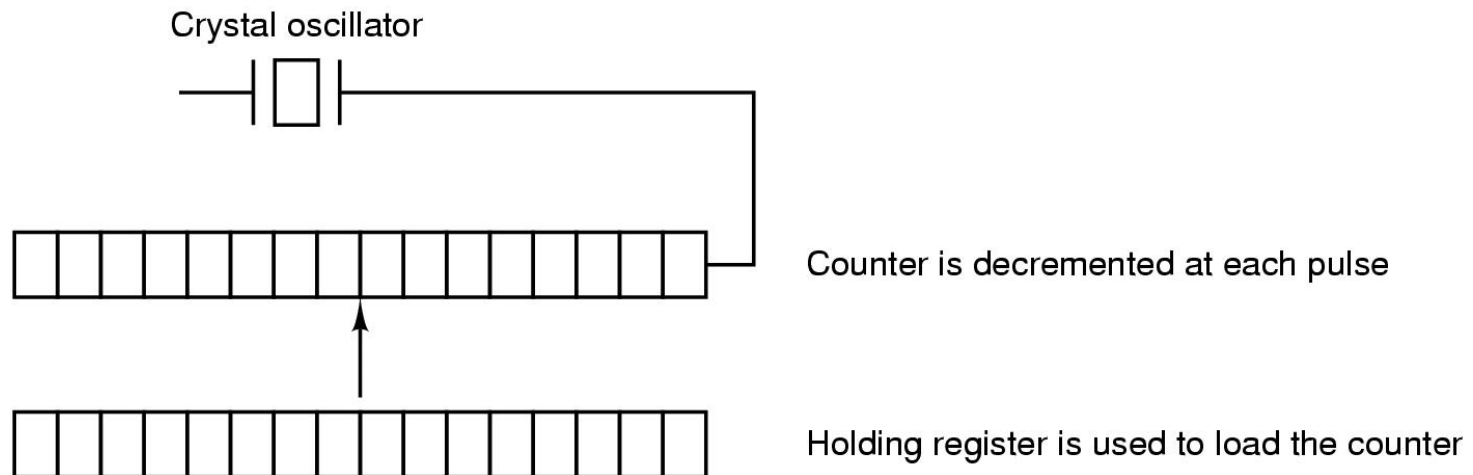 Crystal oscillator
Counter is decremented at each pulse
Holding register is used to load the counter